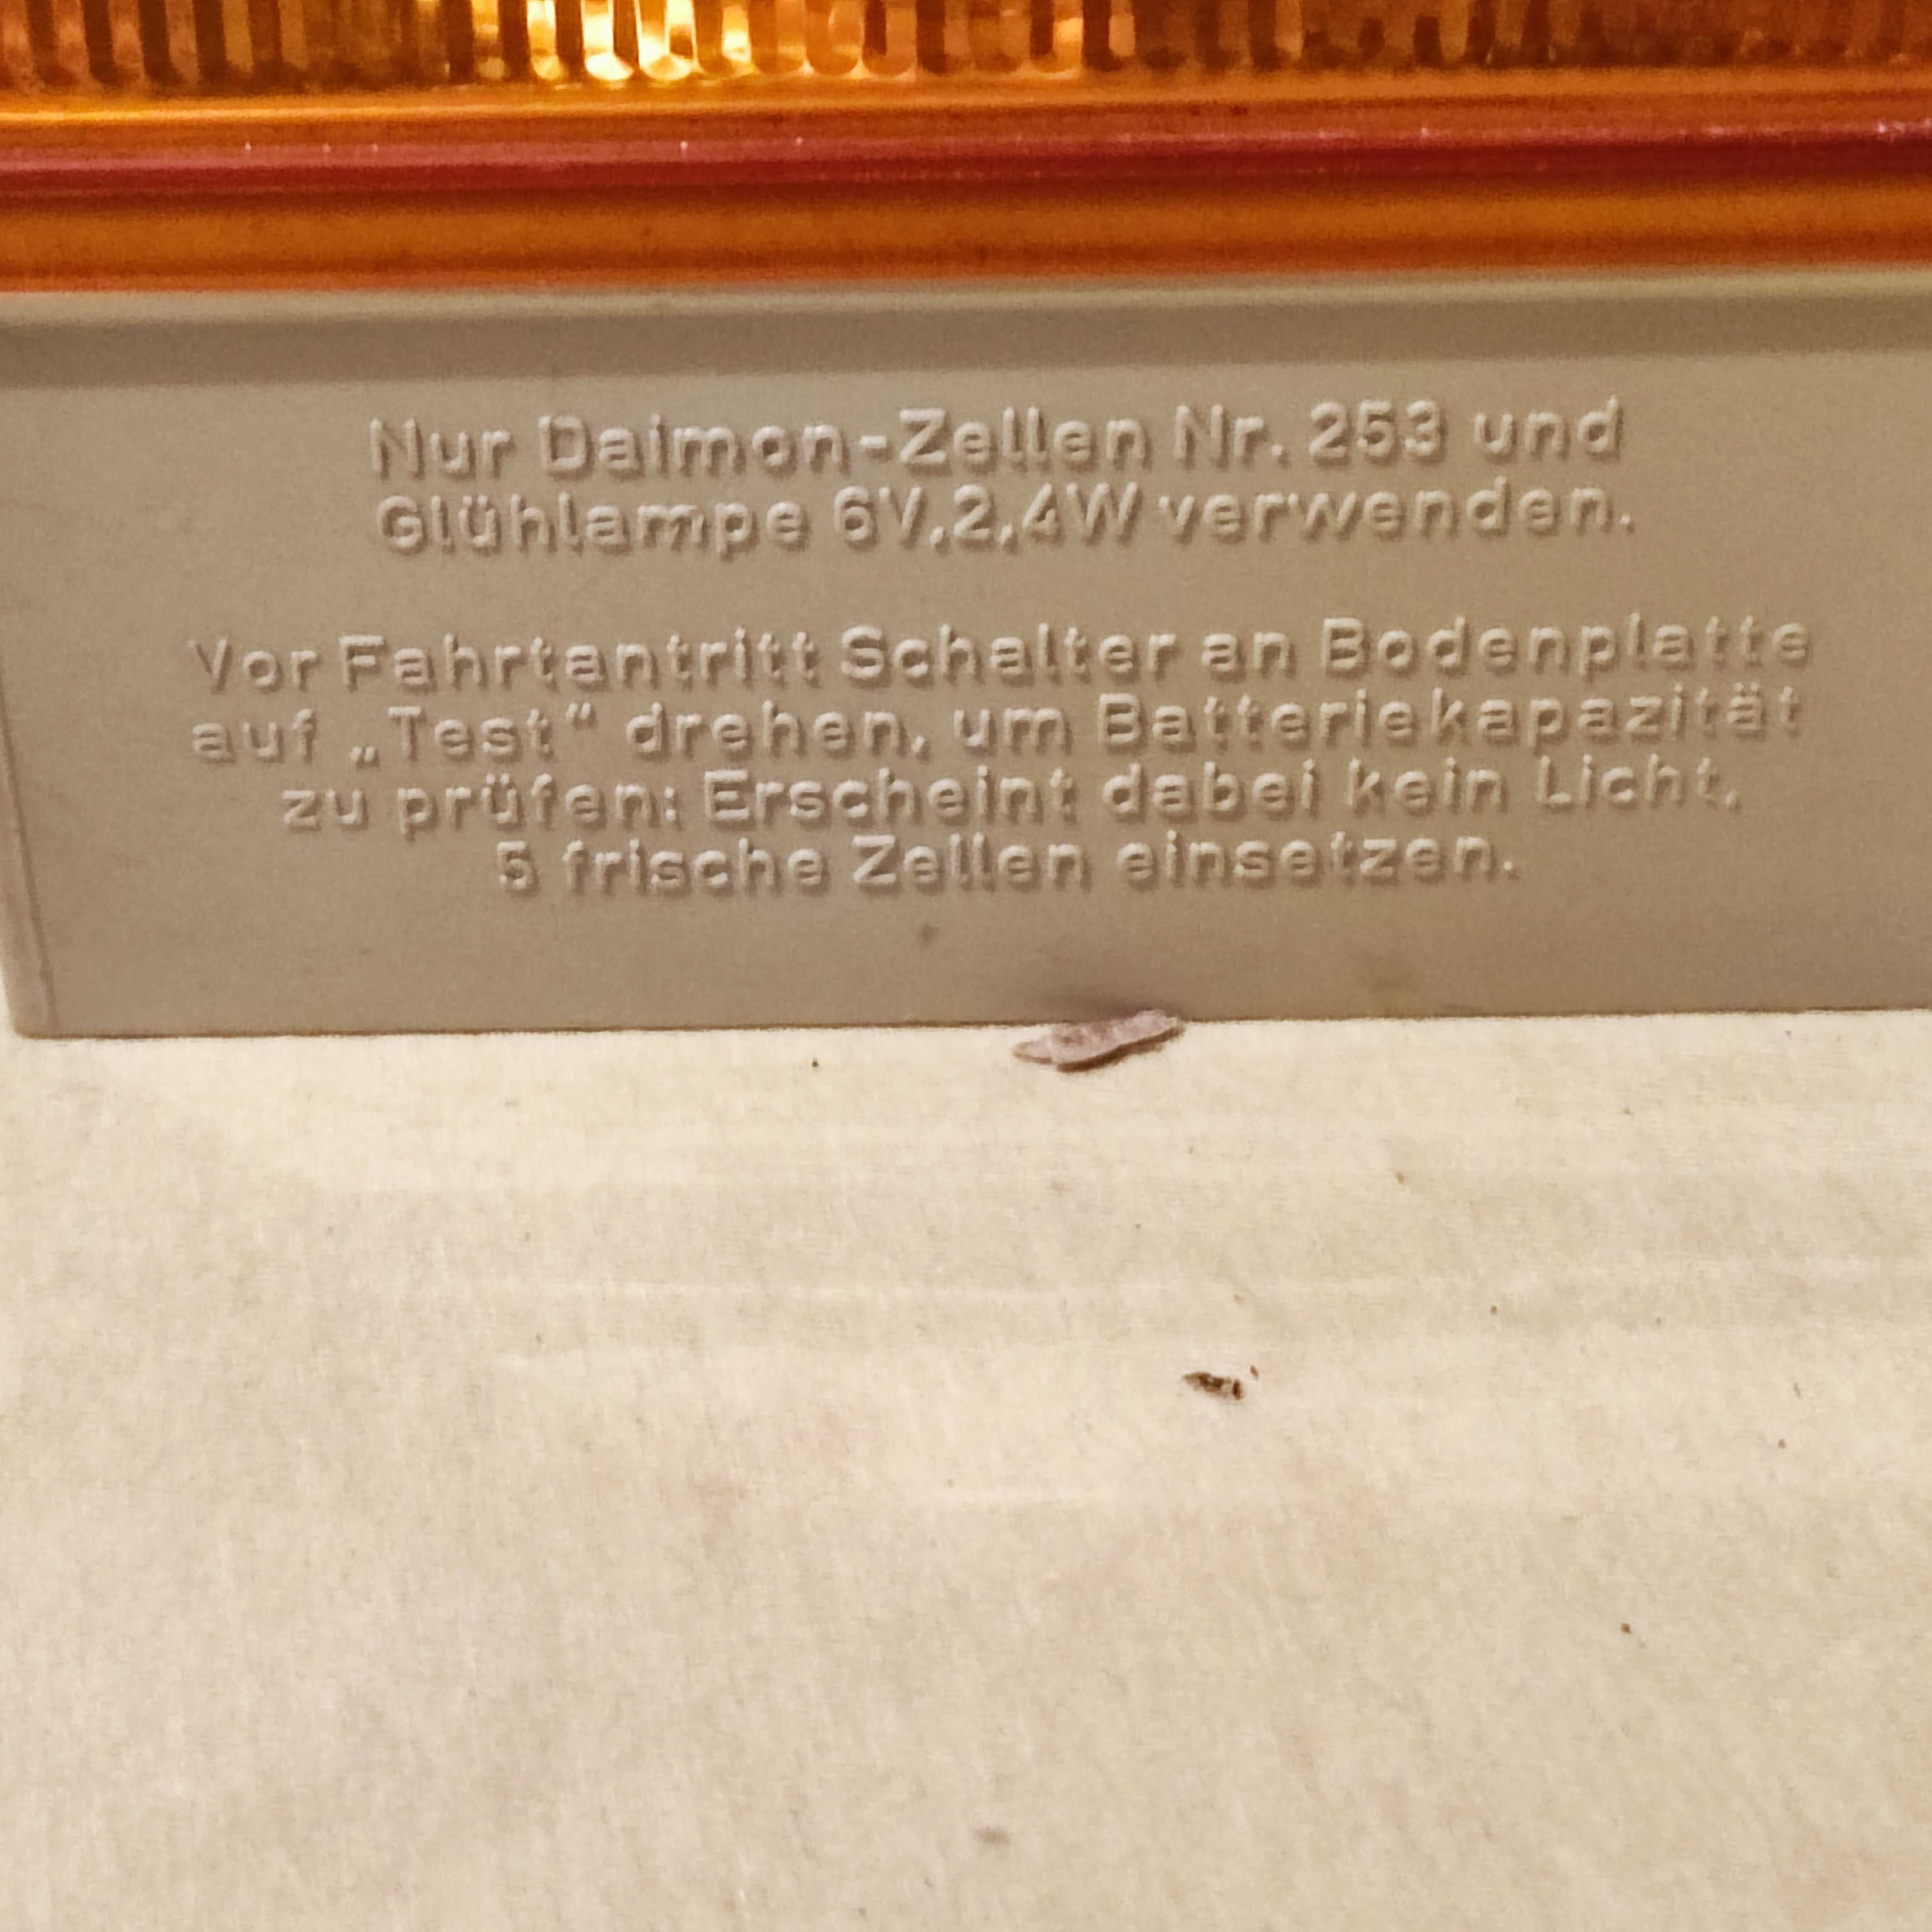 Nur Daimon-Zellen Nr. 253 und
Glühlampe 6V,2,4W verwenden.
Vor Fahrtantritt Schalter an Bodenplatte
auf „Test“ drehen, um Batteriekapazität
zu prüfen: Erscheint dabei kein Licht,
5 frische Zellen einsetzen.